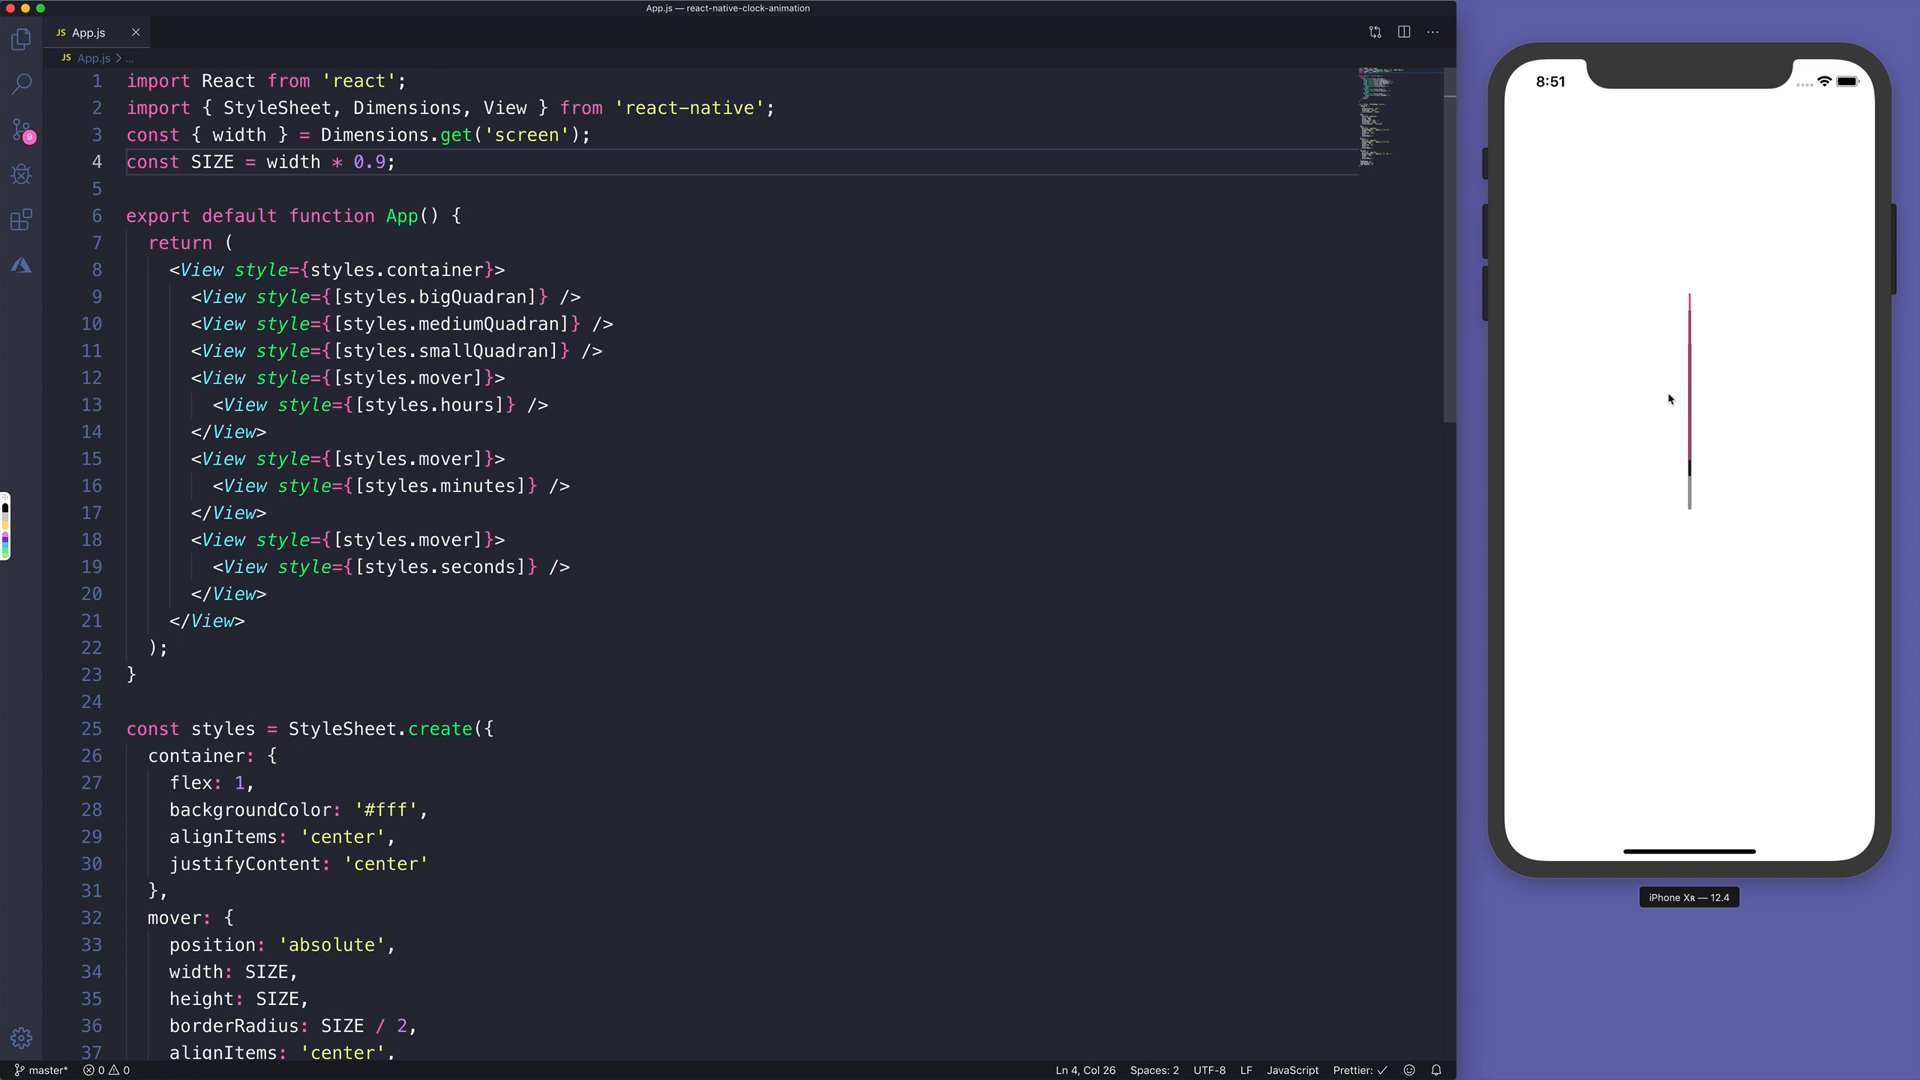 App.js — react-native-clock-animation
JS App.js
JS App.js > ...
1 import React from 'react';
2 import { StyleSheet, Dimensions, View } from 'react-native';
3 const { width } = Dimensions.get('screen');
4 const SIZE = width * 0.9;
5
6 export default function App() {
7 return (
8 <View style={styles.container}>
9 <View style={[styles.bigQuadran]} />
10 <View style={[styles.mediumQuadran]} />
11 <View style={[styles.smallQuadran]} />
12 <View style={[styles.mover]}>
13 <View style={[styles.hours]} />
14 </View>
15 <View style={[styles.mover]}>
16 <View style={[styles.minutes]} />
17 </View>
18 <View style={[styles.mover]}>
19 <View style={[styles.seconds]} />
20 </View>
21 </View>
22 );
23 }
24
25 const styles = StyleSheet.create({
26 container: {
27 flex: 1,
28 backgroundColor: '#fff',
29 alignItems: 'center',
30 justifyContent: 'center'
31 },
32 mover: {
33 position: 'absolute',
34 width: SIZE,
35 height: SIZE,
36 borderRadius: SIZE / 2,
37 alignItems: 'center',
9
master* 0 0
Ln 4, Col 26 Spaces: 2 UTF-8 LF JavaScript Prettier: ✓
8:51
iPhone Xʀ — 12.4